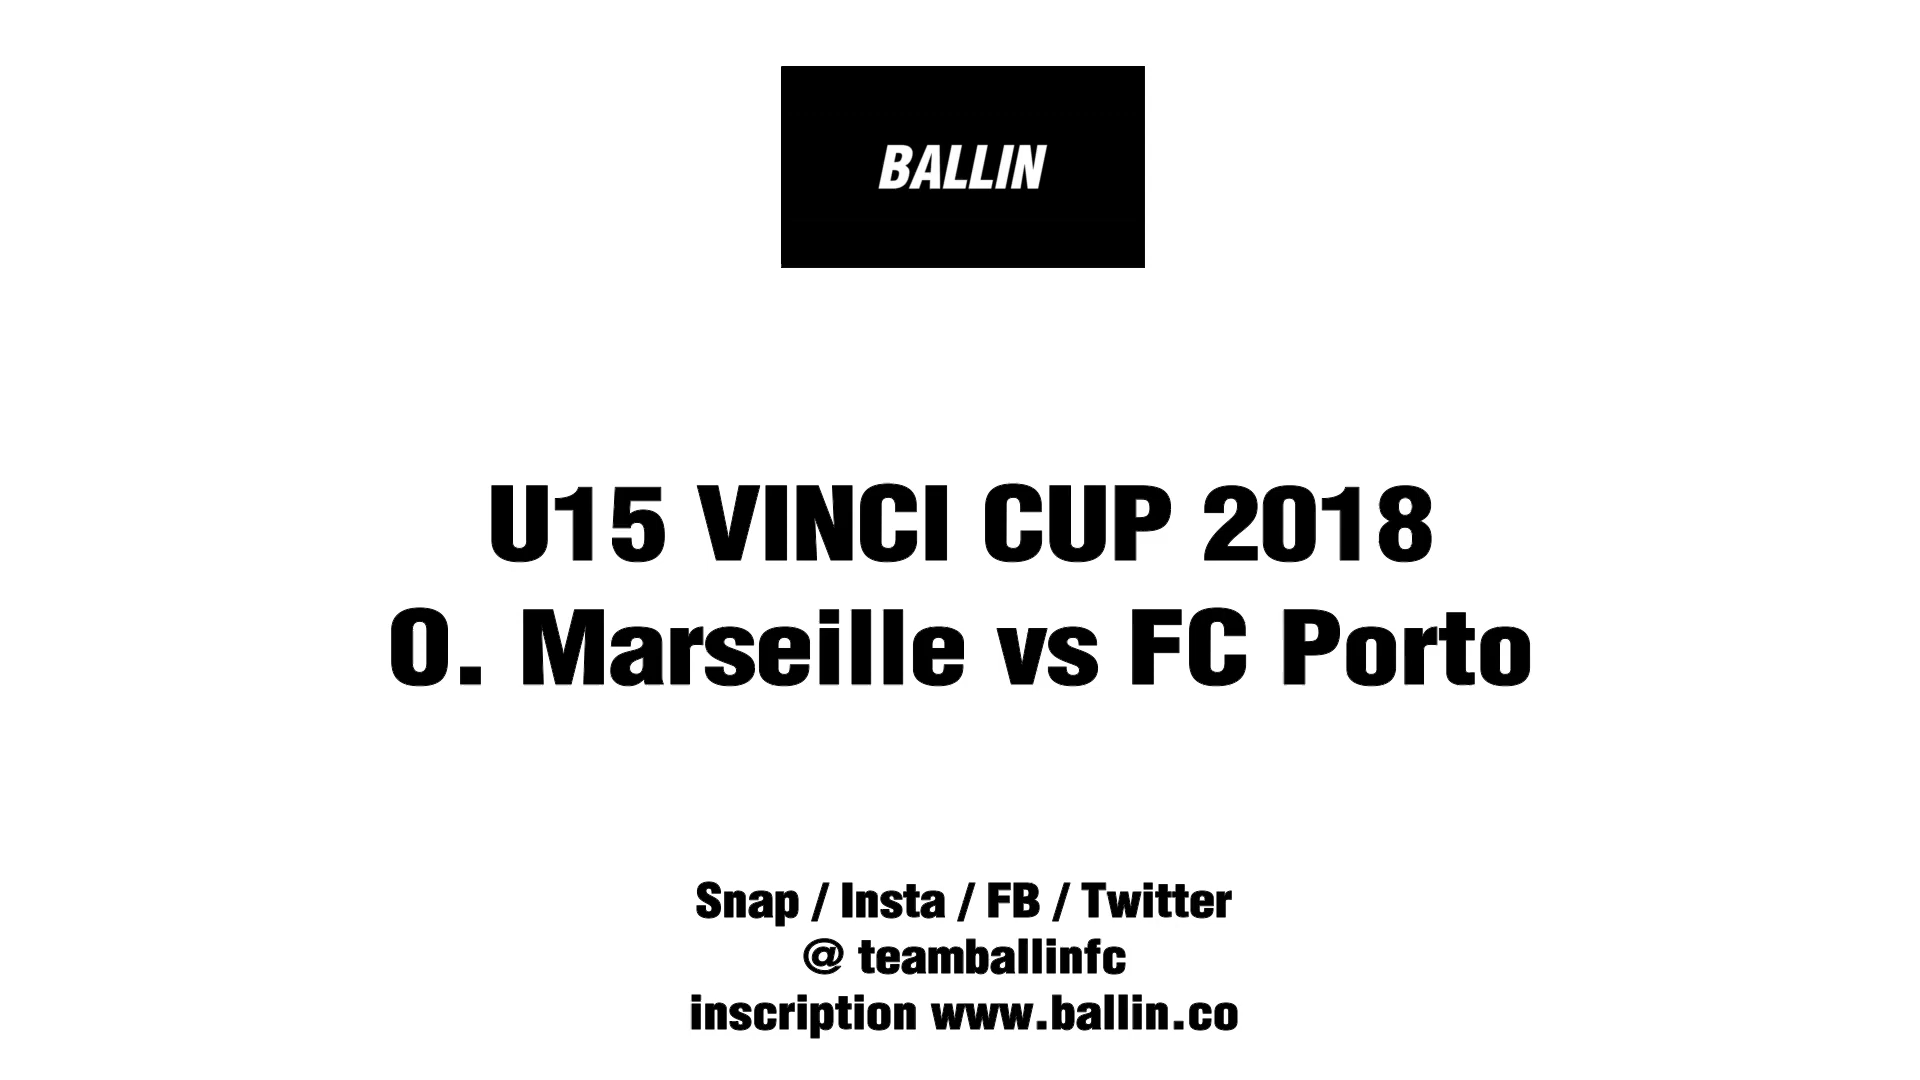 BALLIN
U15 VINCI CUP 2018
O. Marseille vs FC Porto
Snap / Insta / FB / Twitter
@ teamballinfc
inscription www.ballin.co